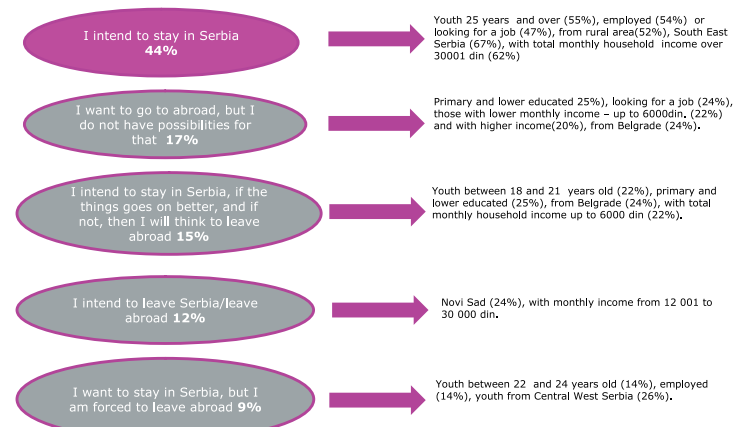 I intend to stay in Serbia
44%
Youth 25 years and over (55%), employed (54%) or
looking for a job (47%), from rural area(52%), South East
Serbia (67%), with total monthly household income over
30001 din (62%)
I want to go to abroad, but I
do not have possibilities for
that 17%
Primary and lower educated 25%), looking for a job (24%),
those with lower monthly income – up to 6000din. (22%)
and with higher income(20%), from Belgrade (24%).
I intend to stay in Serbia, if the
things goes on better, and if
not, then I will think to leave
abroad 15%
Youth between 18 and 21 years old (22%), primary and
lower educated (25%), from Belgrade (24%), with total
monthly household income up to 6000 din (22%).
I intend to leave Serbia/leave
abroad 12%
Novi Sad (24%), with monthly income from 12 001 to
30 000 din.
I want to stay in Serbia, but I
am forced to leave abroad 9%
Youth between 22 and 24 years old (14%), employed
(14%), youth from Central West Serbia (26%).